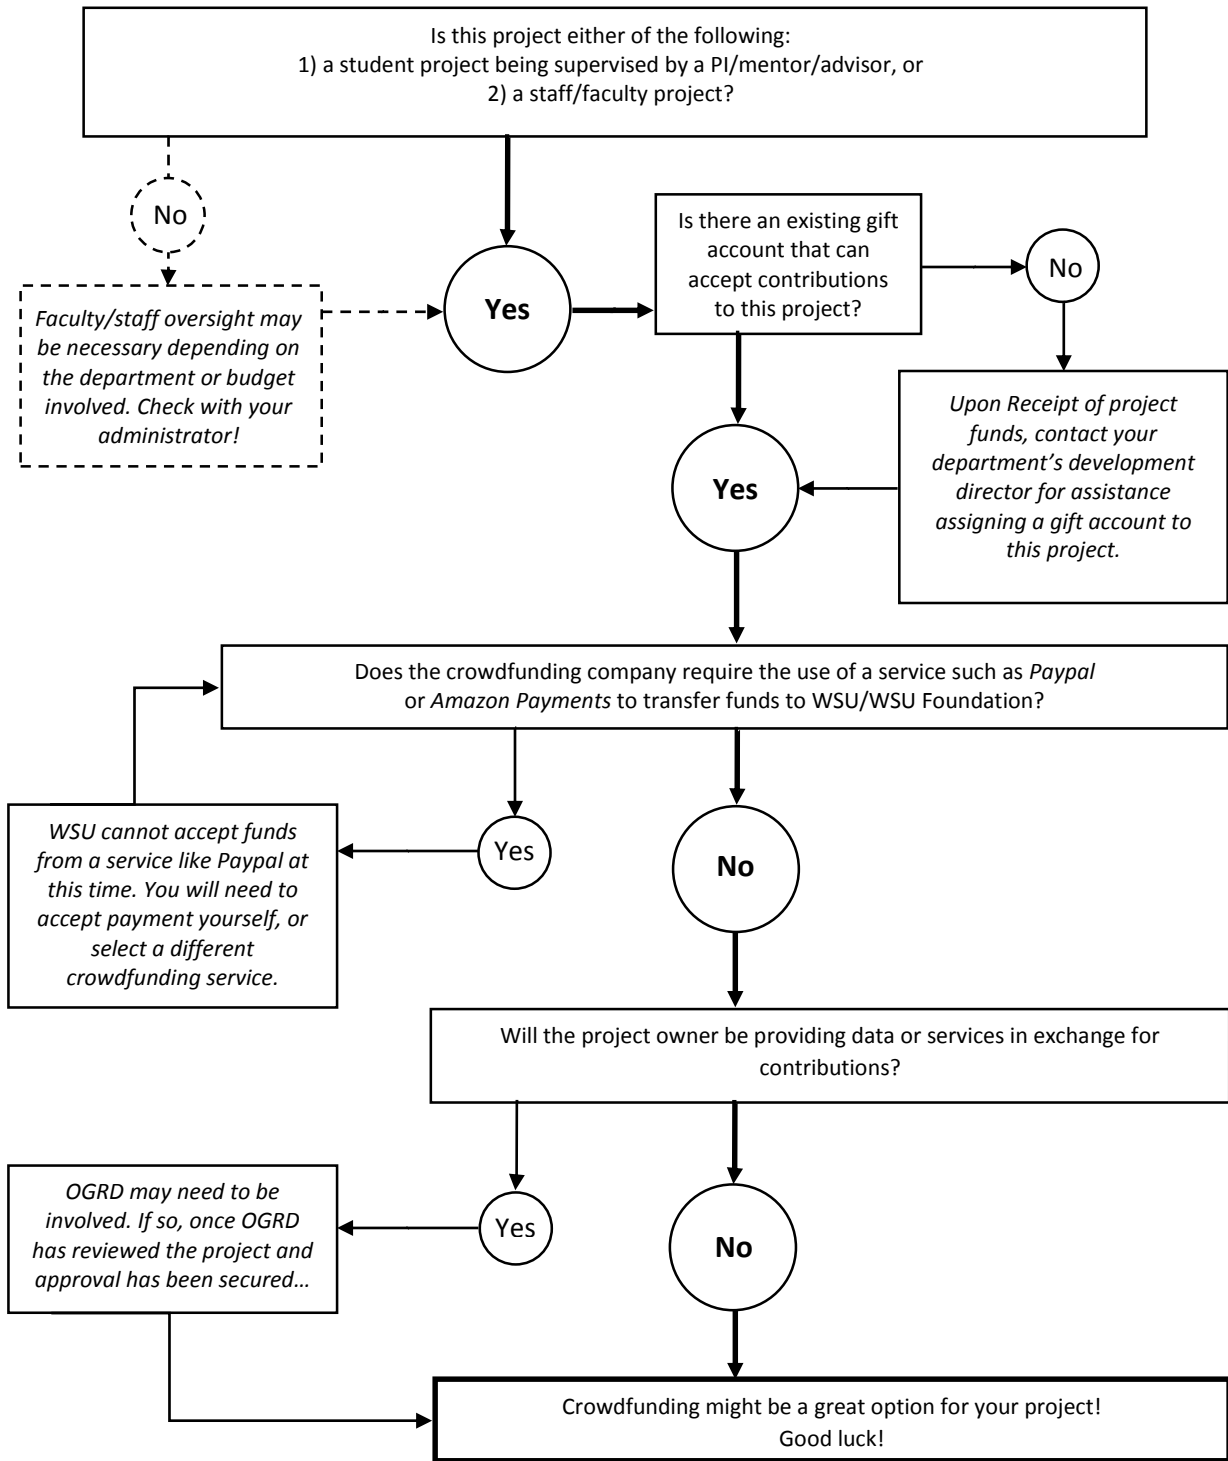 Is this project either of the following:
1) a student project being supervised by a PI/mentor/advisor, or
2) a staff/faculty project?
No
Faculty/staff oversight may
be necessary depending on
the department or budget
involved. Check with your
administrator!
Yes
Is there an existing gift
account that can
accept contributions
to this project?
No
Upon Receipt of project
funds, contact your
department’s development
director for assistance
assigning a gift account to
this project.
Yes
Does the crowdfunding company require the use of a service such as Paypal
or Amazon Payments to transfer funds to WSU/WSU Foundation?
Yes
WSU cannot accept funds
from a service like Paypal at
this time. You will need to
accept payment yourself, or
select a different
crowdfunding service.
No
Will the project owner be providing data or services in exchange for
contributions?
Yes
OGRD may need to be
involved. If so, once OGRD
has reviewed the project and
approval has been secured…
No
Crowdfunding might be a great option for your project!
Good luck!